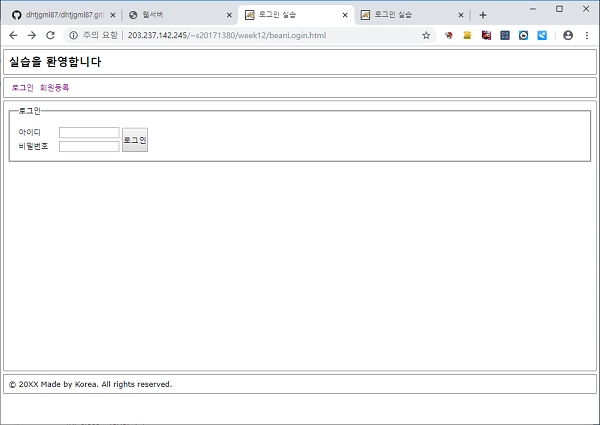 dhtjgml87/dhtjgml87.gith
웹서버
로그인 실습
로그인 실습
주의 요함 | 203.237.142.245/~s20171380/week12/beanLogin.html
실습을 환영합니다
로그인 회원등록
로그인
아이디
비밀번호
로그인
© 20XX Made by Korea. All rights reserved.